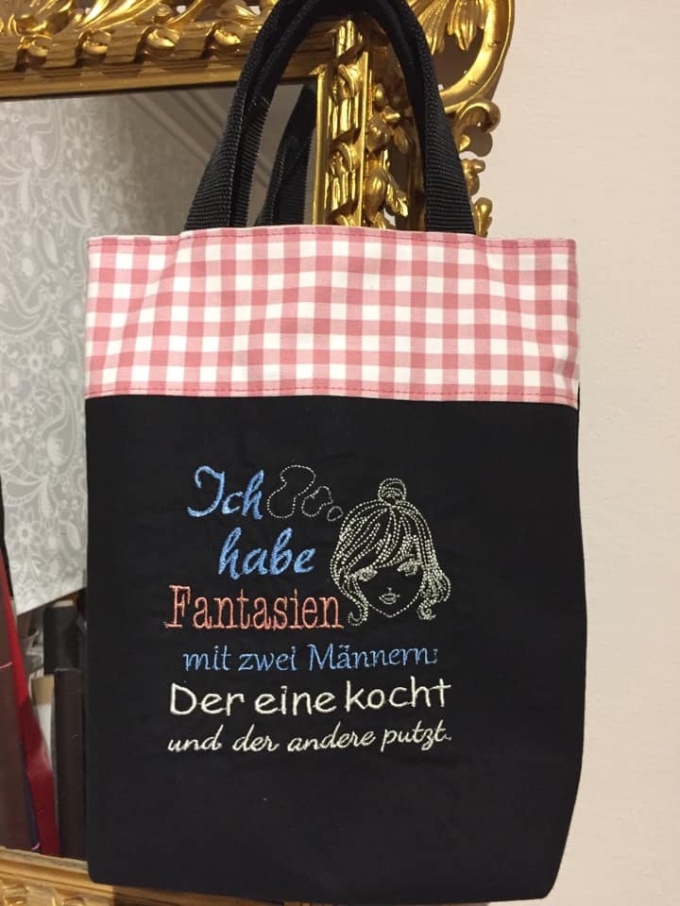 Ich
habe
Fantasien
mit zwei Männern:
Der eine kocht
und der andere putzt.